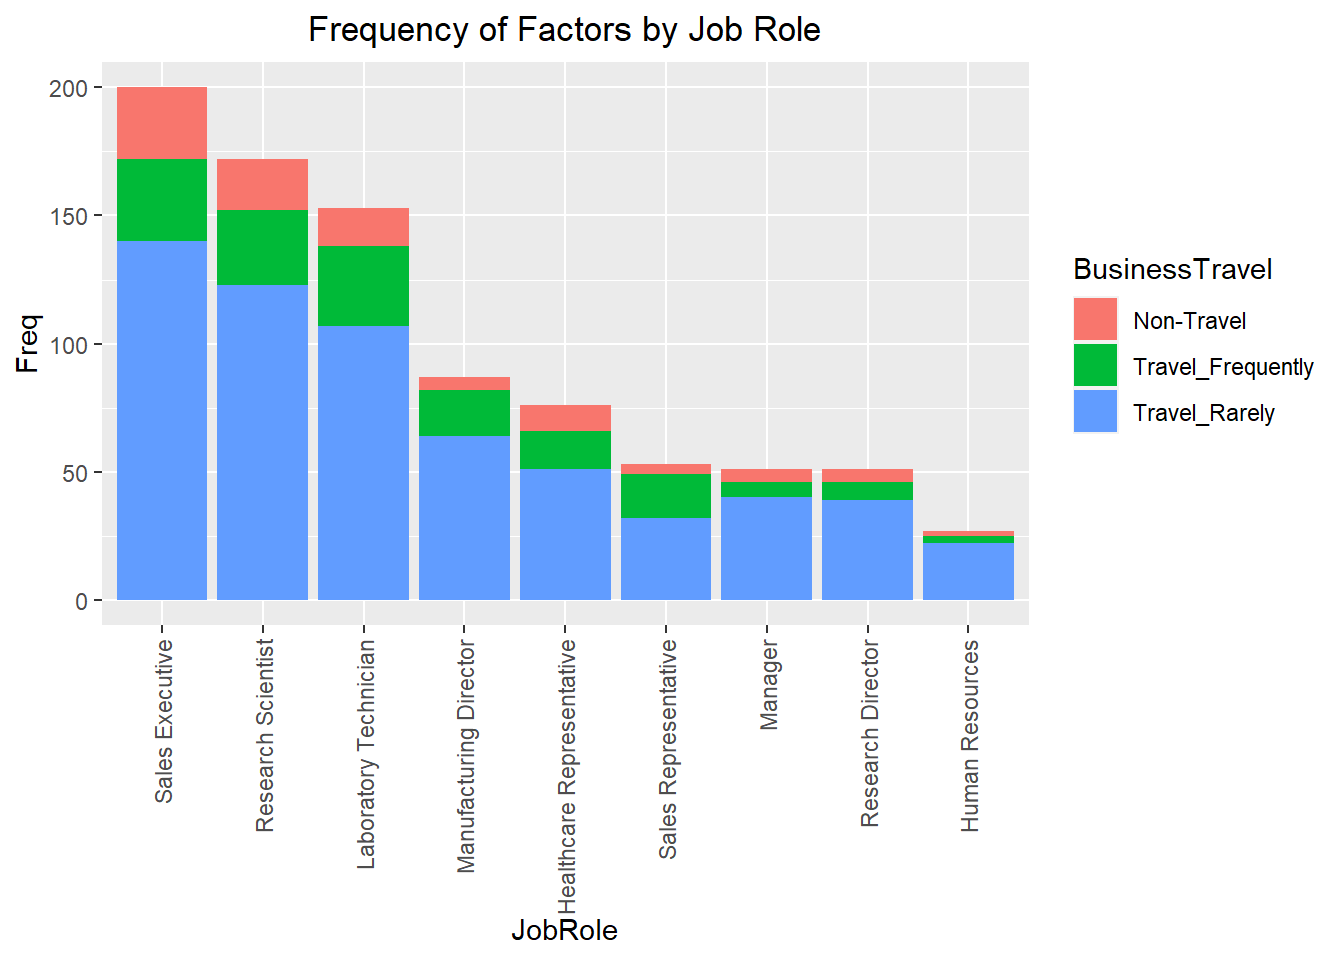 Frequency of Factors by Job Role
Freq
200
150
100
50
0
Sales Executive
Research Scientist
Laboratory Technician
Manufacturing Director
Healthcare Representative
Sales Representative
Manager
Research Director
Human Resources
JobRole
BusinessTravel
Non-Travel
Travel_Frequently
Travel_Rarely